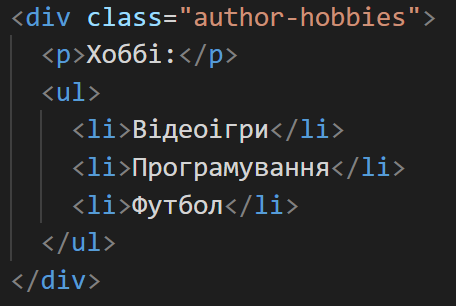 <div class="author-hobbies">
<p>Хоббі:</p>
<ul>
<li>Відеоігри</li>
<li>Програмування</li>
<li>Футбол</li>
</ul>
</div>